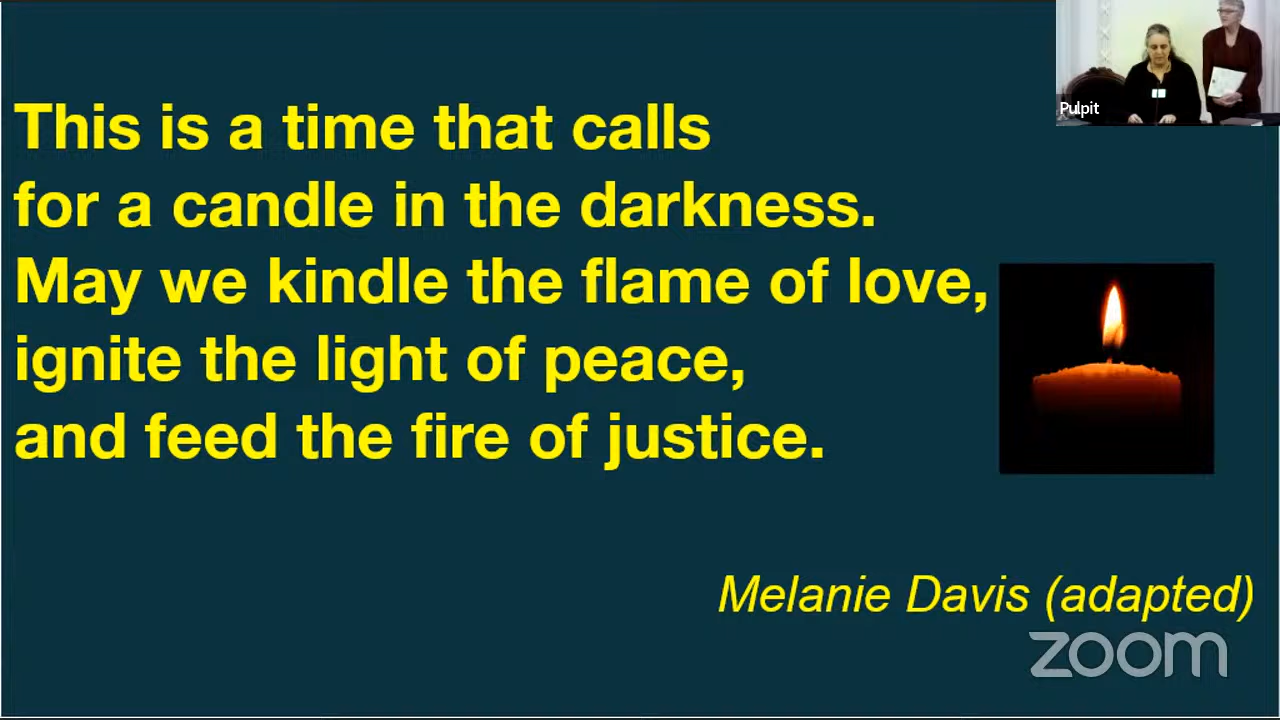 Pulpit
This is a time that calls
for a candle in the darkness.
May we kindle the flame of love,
ignite the light of peace,
and feed the fire of justice.
Melanie Davis (adapted)
zoom